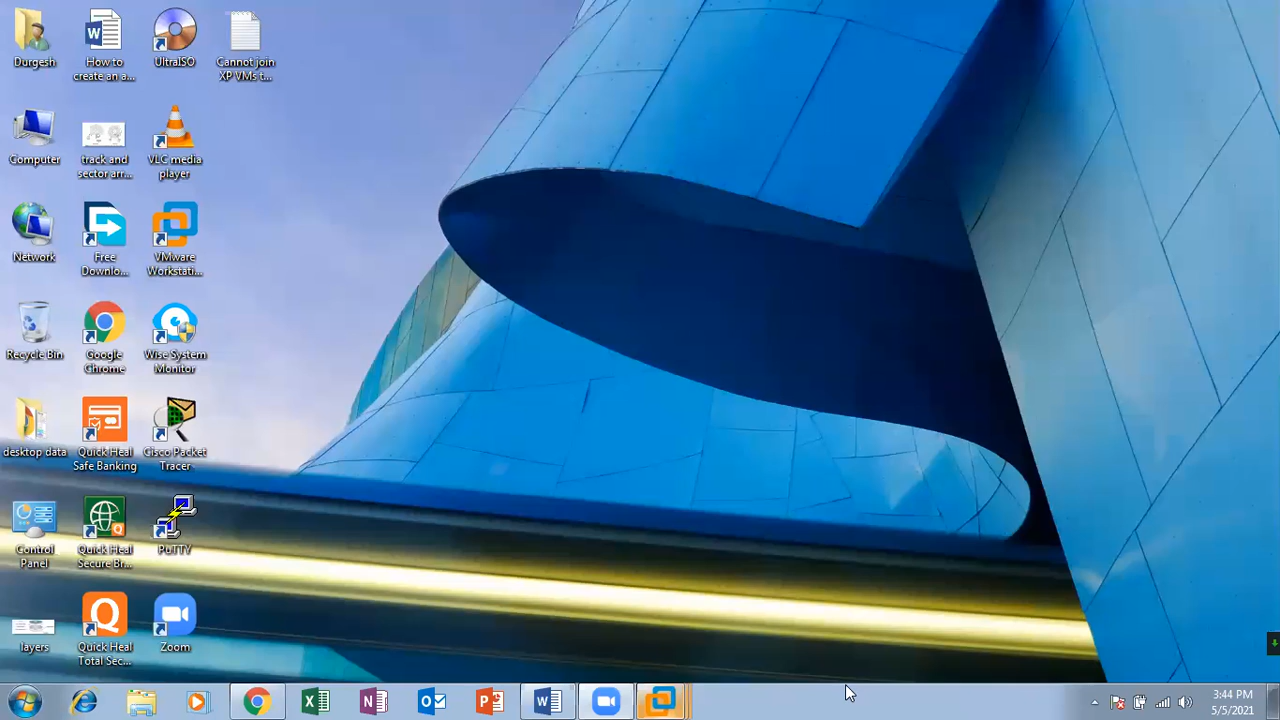 Durgesh
How to
create an a...
UltraISO
Cannot join
XP VMs t...
Computer
track and
sector arr...
VLC media
player
Network
Free
Downlo...
VMware
Workstati...
Recycle Bin
Google
Chrome
Wise System
Monitor
desktop data
Quick Heal
Safe Banking
Cisco Packet
Tracer
Control
Panel
Quick Heal
Secure Br...
PuTTY
layers
Quick Heal
Total Sec...
Zoom
3:44 PM
5/5/2021